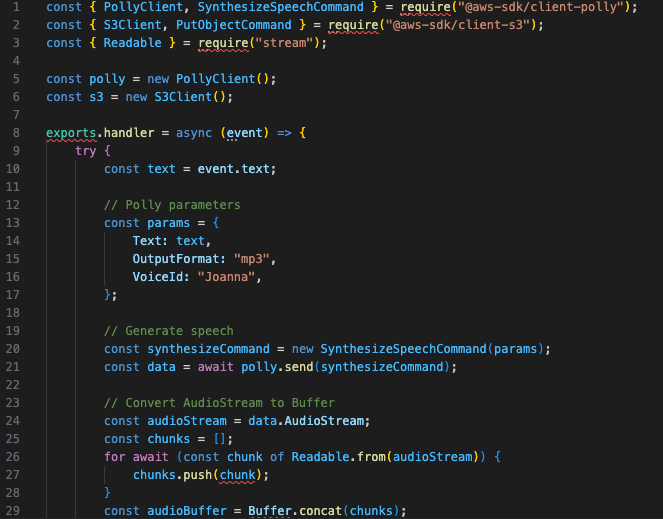 1 const { PollyClient, SynthesizeSpeechCommand } = require("@aws-sdk/client-polly");
2 const { S3Client, PutObjectCommand } = require("@aws-sdk/client-s3");
3 const { Readable } = require("stream");
4
5 const polly = new PollyClient();
6 const s3 = new S3Client();
7
8 exports.handler = async (event) => {
9     try {
10         const text = event.text;
11
12         // Polly parameters
13         const params = {
14             Text: text,
15             OutputFormat: "mp3",
16             VoiceId: "Joanna",
17         };
18
19         // Generate speech
20         const synthesizeCommand = new SynthesizeSpeechCommand(params);
21         const data = await polly.send(synthesizeCommand);
22
23         // Convert AudioStream to Buffer
24         const audioStream = data.AudioStream;
25         const chunks = [];
26         for await (const chunk of Readable.from(audioStream)) {
27             chunks.push(chunk);
28         }
29         const audioBuffer = Buffer.concat(chunks);